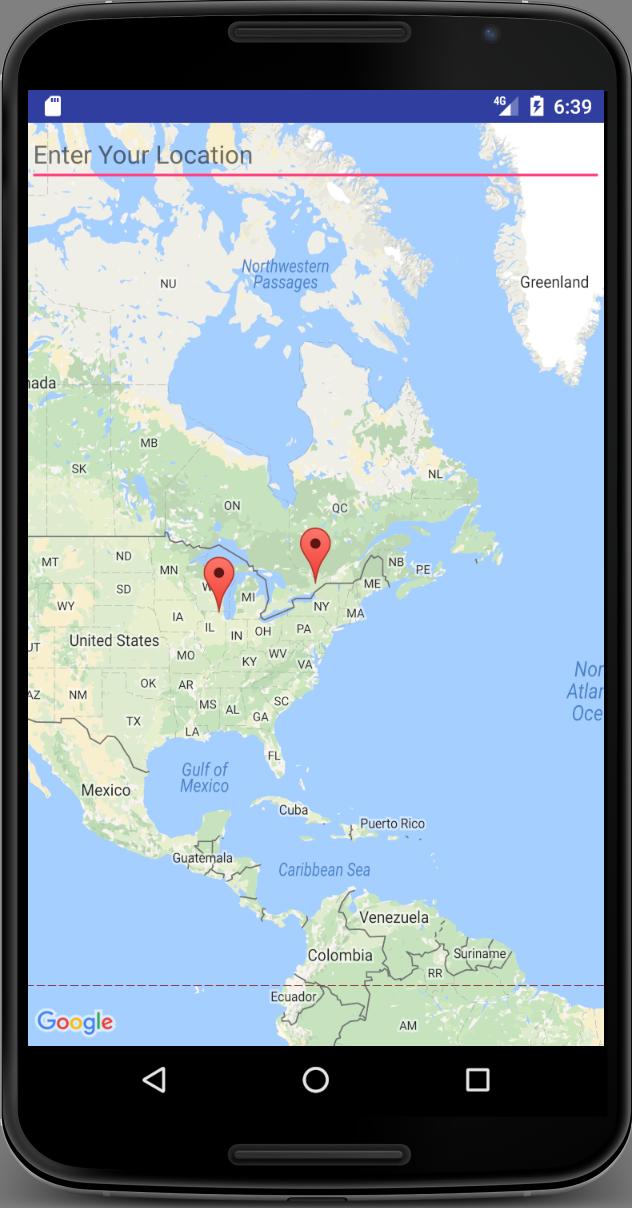 4G
6:39
Enter Your Location
Northwestern
Passages
NU
Greenland
nada
MB
SK
NL
ON
QC
NB
PE
MT
ND
MN
W
MI
ME
SD
WY
NY
IA
IL
MA
United States
IN
OH
PA
UT
MO
KY
WV
VA
Nor
Atlar
Oce
AZ
NM
OK
AR
MS
AL
SC
GA
TX
LA
FL
Gulf of
Mexico
Mexico
Cuba
Puerto Rico
Guatemala
Caribbean Sea
Venezuela
Colombia
Suriname
RR
Ecuador
AM
Google